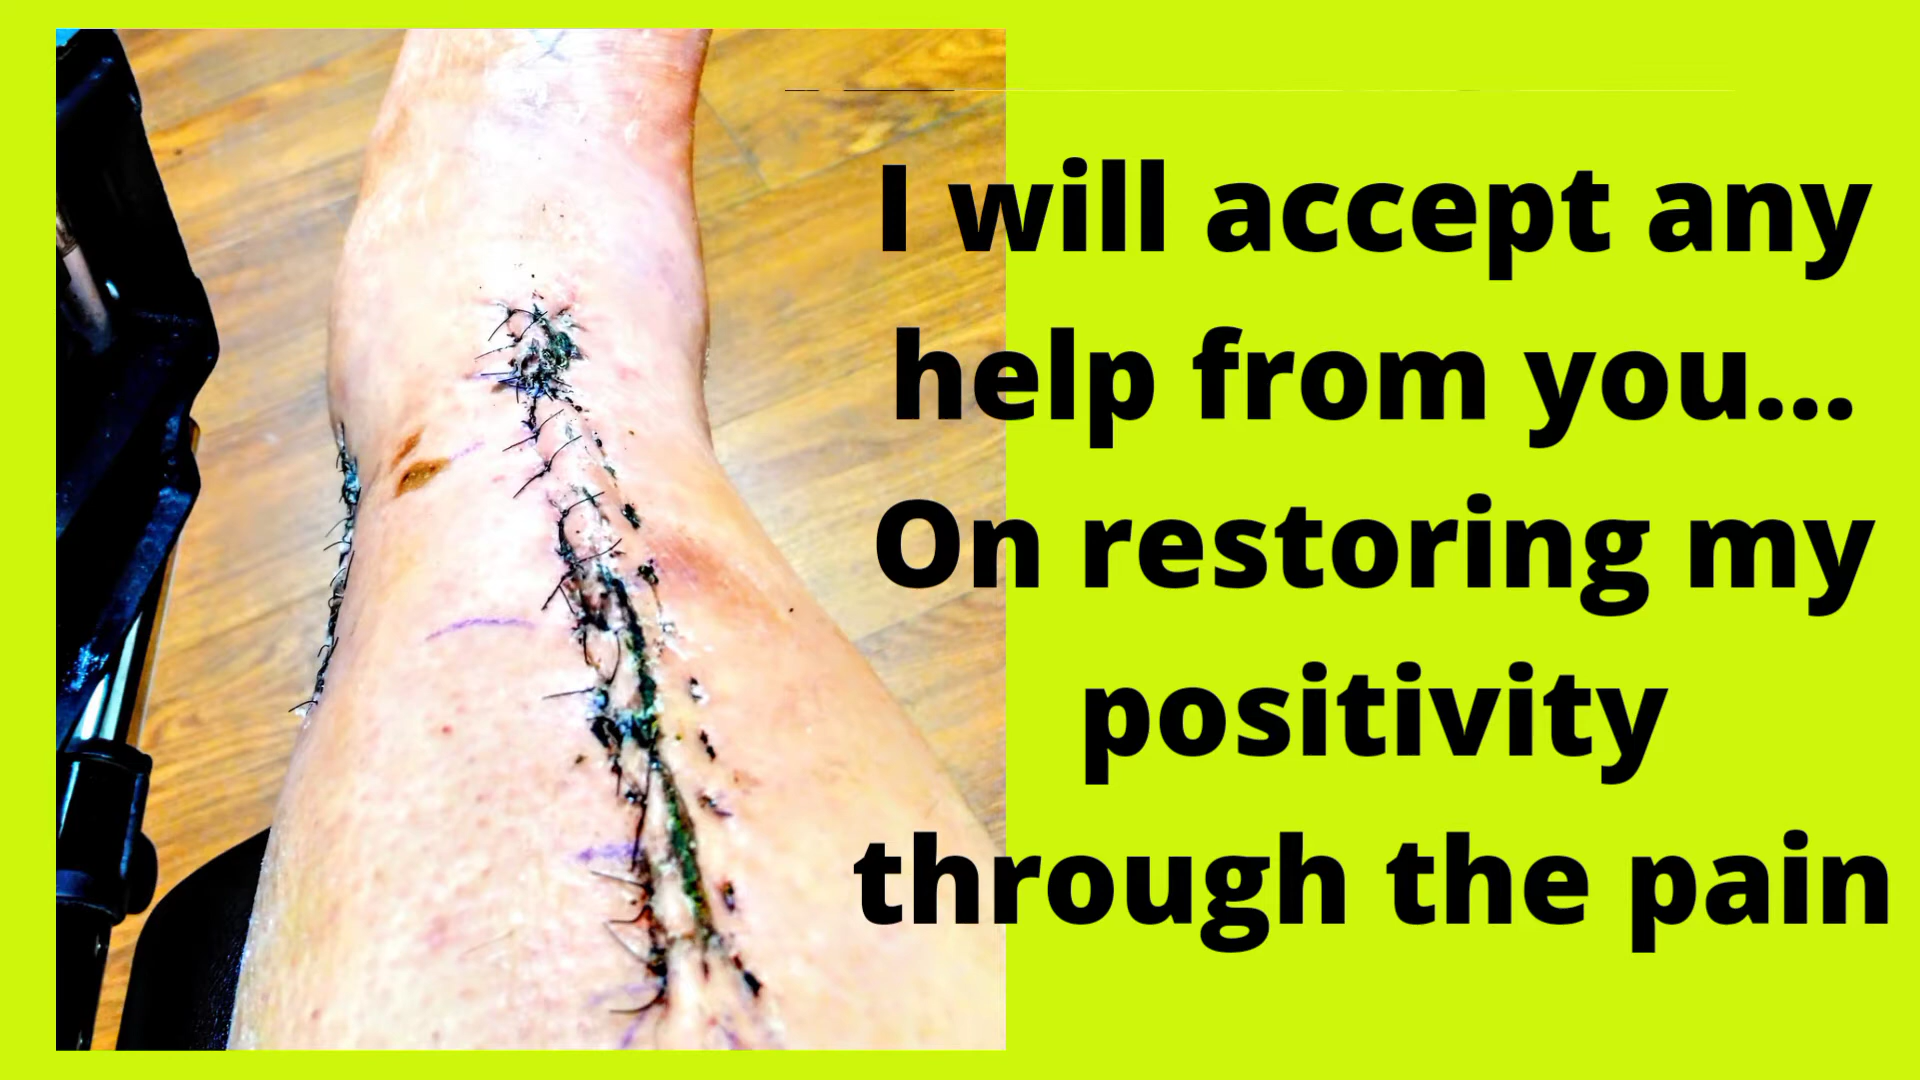 I will accept any
help from you...
On restoring my
positivity
through the pain